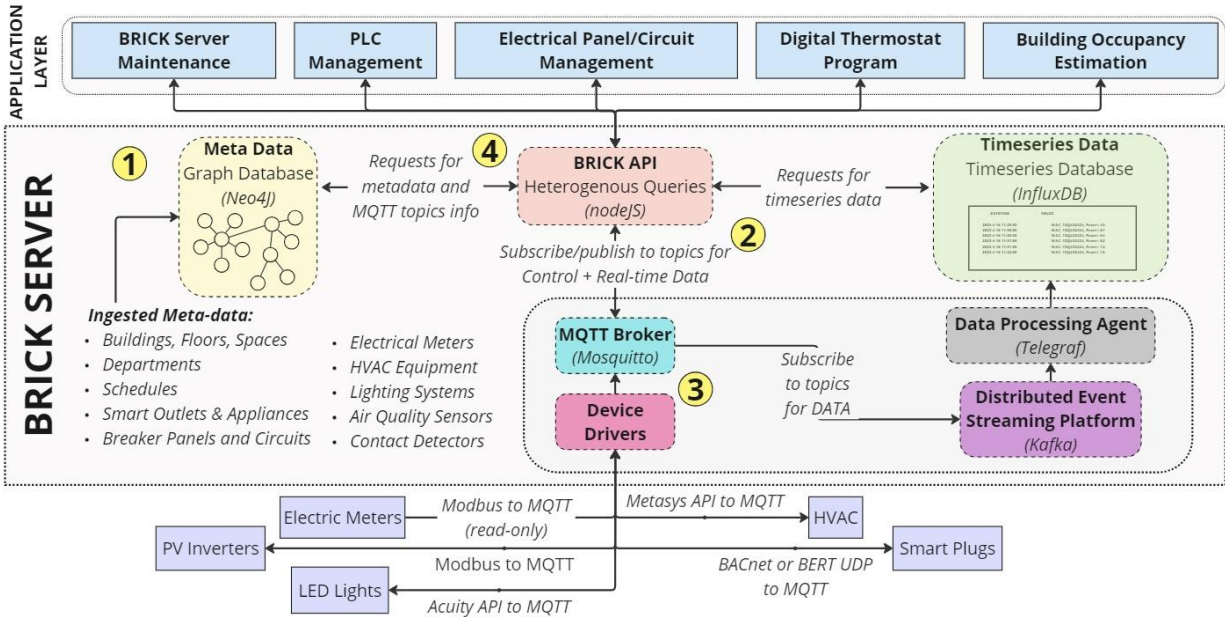 APPLICATION
LAYER
BRICK Server
Maintenance
PLC
Management
Electrical Panel/Circuit
Management
Digital Thermostat
Program
Building Occupancy
Estimation
BRICK SERVER
1
Meta Data
Graph Database
(Neo4J)
Requests for
metadata and
MQTT topics info
4
BRICK API
Heterogenous Queries
(nodeJS)
2
Requests for
timeseries data
Timeseries Data
Timeseries Database
(InfluxDB)
Subscribe/publish to topics for
Control + Real-time Data
Ingested Meta-data:
• Buildings, Floors, Spaces
• Departments
• Schedules
• Smart Outlets & Appliances
• Breaker Panels and Circuits
• Electrical Meters
• HVAC Equipment
• Lighting Systems
• Air Quality Sensors
• Contact Detectors
MQTT Broker
(Mosquitto)
3
Device
Drivers
Subscribe
to topics
for DATA
Data Processing Agent
(Telegraf)
Distributed Event
Streaming Platform
(Kafka)
Electric Meters
Modbus to MQTT
(read-only)
Metasys API to MQTT
HVAC
PV Inverters
Modbus to MQTT
BACnet or BERT UDP
to MQTT
Smart Plugs
LED Lights
Acuity API to MQTT